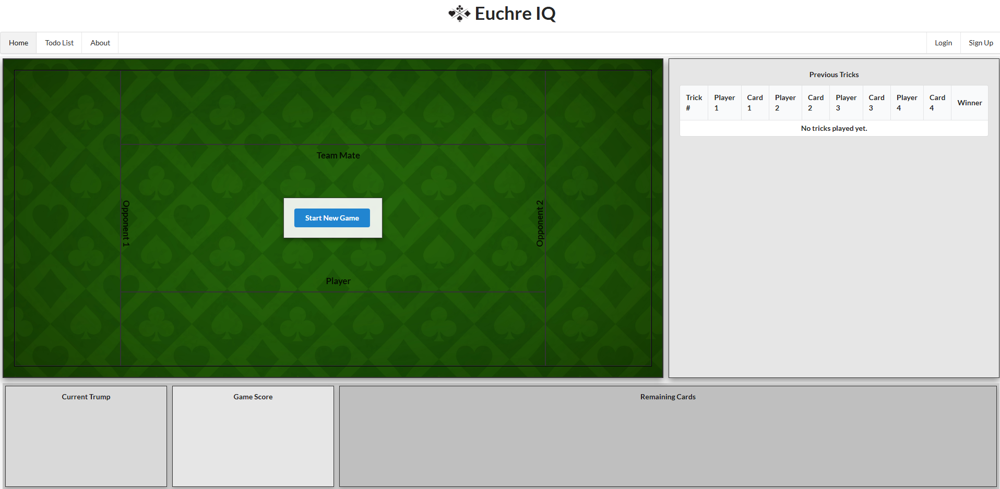 Euchre IQ
Home Todo List About Login Sign Up
Team Mate
Opponent 1
Start New Game
Opponent 2
Player
Previous Tricks
Trick # Player 1 Card 1 Player 2 Card 2 Player 3 Card 3 Player 4 Card 4 Winner
No tricks played yet.
Current Trump
Game Score
Remaining Cards